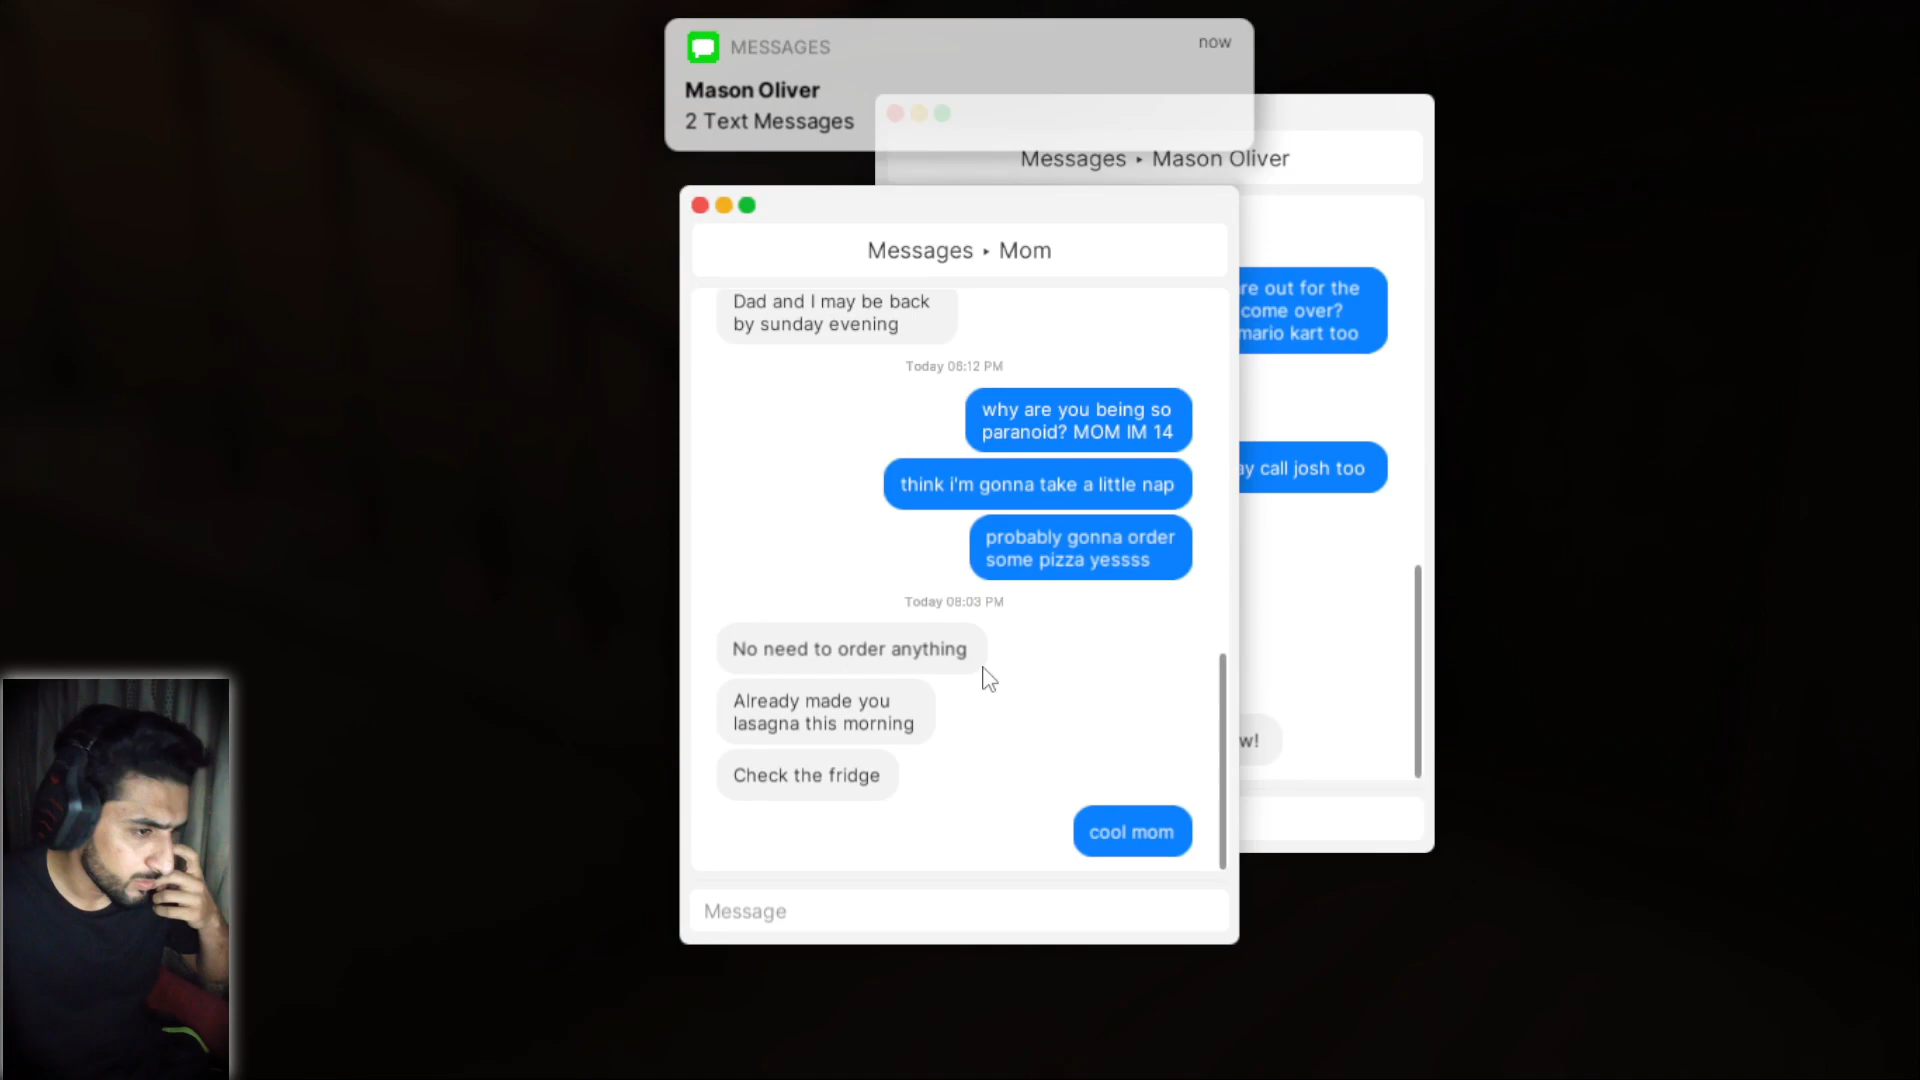 MESSAGES
now
Mason Oliver
2 Text Messages
Messages ‣ Mason Oliver
re out for the
come over?
mario kart too
ay call josh too
w!
Messages ‣ Mom
Dad and I may be back
by sunday evening
Today 06:12 PM
why are you being so
paranoid? MOM IM 14
think i'm gonna take a little nap
probably gonna order
some pizza yessss
Today 08:03 PM
No need to order anything
Already made you
lasagna this morning
Check the fridge
cool mom
Message